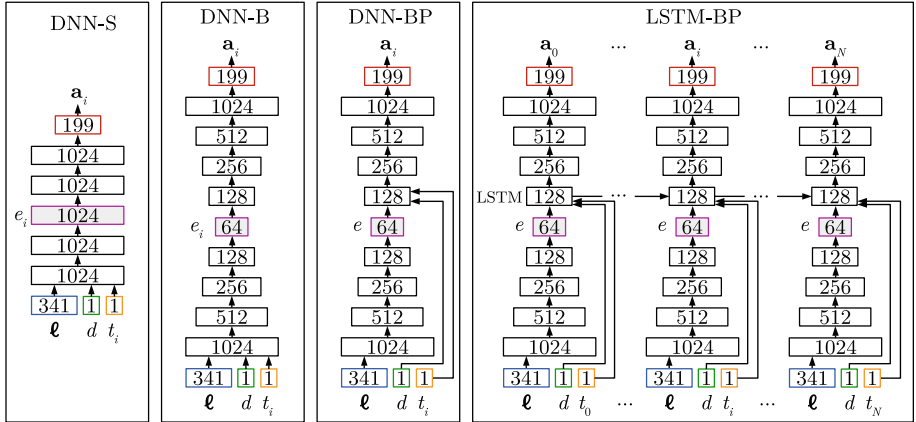 DNN-S
a_i
199
1024
1024
e_i 1024
1024
1024
341 1 1
ℓ d t_i
DNN-B
a_i
199
1024
512
256
128
e_i 64
128
256
512
1024
341 1 1
ℓ d t_i
DNN-BP
a_i
199
1024
512
256
128
e 64
128
256
512
1024
341 1 1
ℓ d t_i
LSTM-BP
a_0 ... a_i ... a_N
199 199 199
1024 1024 1024
512 512 512
256 256 256
LSTM 128 ... 128 ... 128
e 64 e 64 e 64
128 128 128
256 256 256
512 512 512
1024 1024 1024
341 1 1 341 1 1 341 1 1
ℓ d t_0 ... ℓ d t_i ... ℓ d t_N